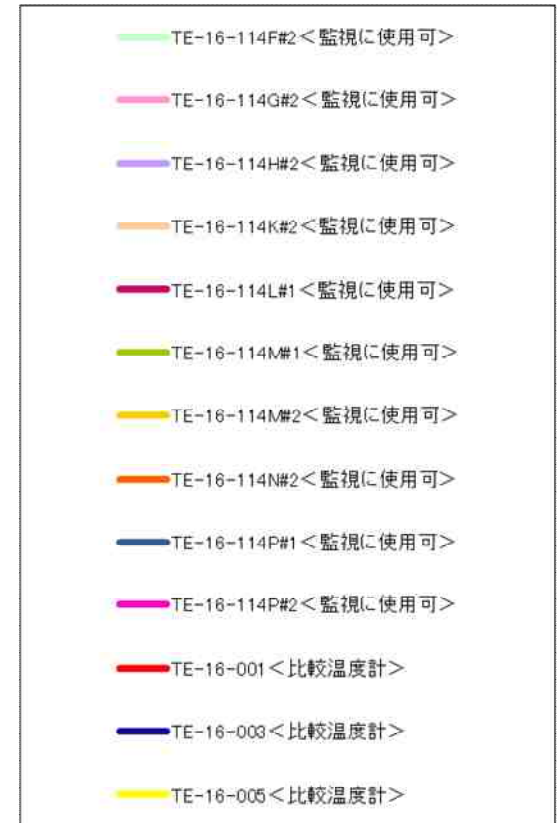 TE-16-114F#2<監視に使用可>
TE-16-114G#2<監視に使用可>
TE-16-114H#2<監視に使用可>
TE-16-114K#2<監視に使用可>
TE-16-114L#1<監視に使用可>
TE-16-114M#1<監視に使用可>
TE-16-114M#2<監視に使用可>
TE-16-114N#2<監視に使用可>
TE-16-114P#1<監視に使用可>
TE-16-114P#2<監視に使用可>
TE-16-001<比較温度計>
TE-16-003<比較温度計>
TE-16-005<比較温度計>